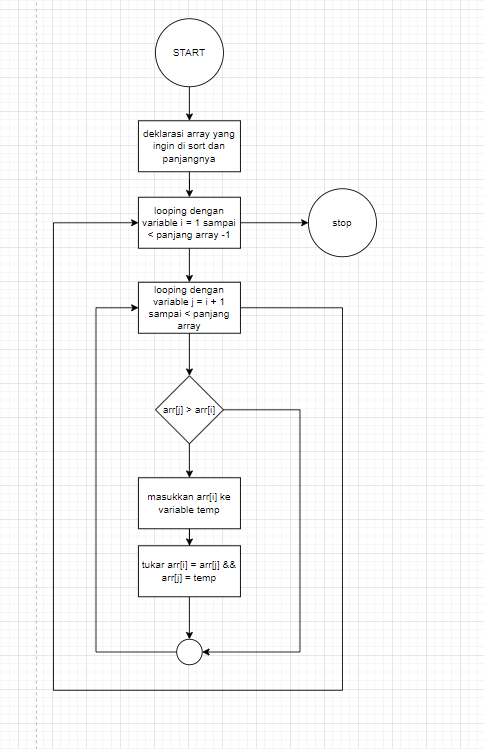 START
deklarasi array yang
ingin di sort dan
panjangnya
looping dengan
variable i = 1 sampai
< panjang array -1
stop
looping dengan
variable j = i + 1
sampai < panjang
array
arr[j] > arr[i]
masukkan arr[i] ke
variable temp
tukar arr[i] = arr[j] &&
arr[j] = temp